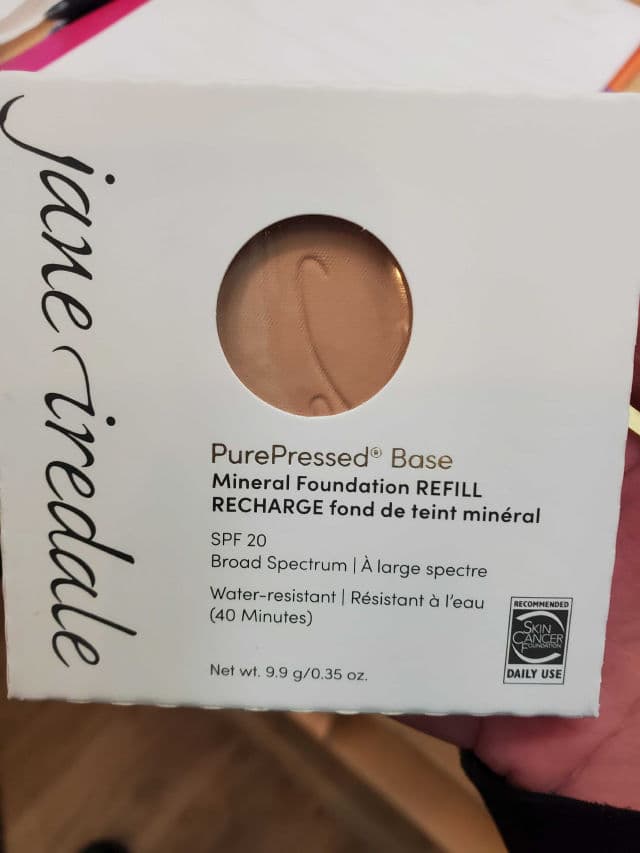 jane iredale
PurePressed® Base
Mineral Foundation REFILL
RECHARGE fond de teint minéral
SPF 20
Broad Spectrum | À large spectre
Water-resistant | Résistant à l'eau
(40 Minutes)
Net wt. 9.9 g/0.35 oz.
RECOMMENDED
SKIN
CANCER
FOUNDATION
DAILY USE